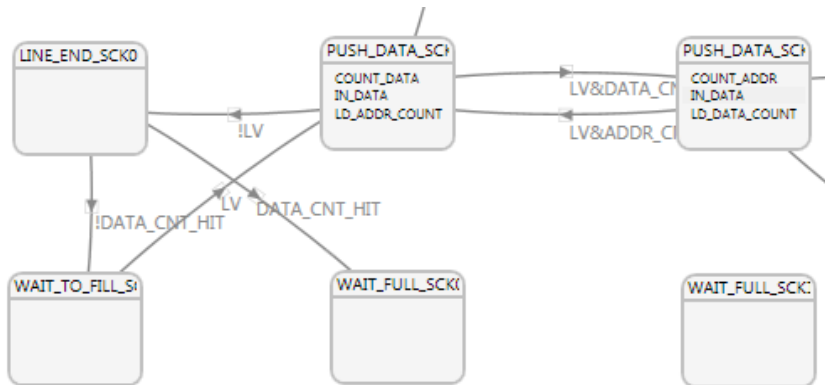 LINE_END_SCK0
PUSH_DATA_SCK
COUNT_DATA
IN_DATA
LD_ADDR_COUNT
PUSH_DATA_SCK
COUNT_ADDR
IN_DATA
LD_DATA_COUNT
LV&DATA_CN
!LV
LV&ADDR_C
LV
DATA_CNT_HIT
!DATA_CNT_HIT
WAIT_TO_FILL_S
WAIT_FULL_SCK
WAIT_FULL_SCK